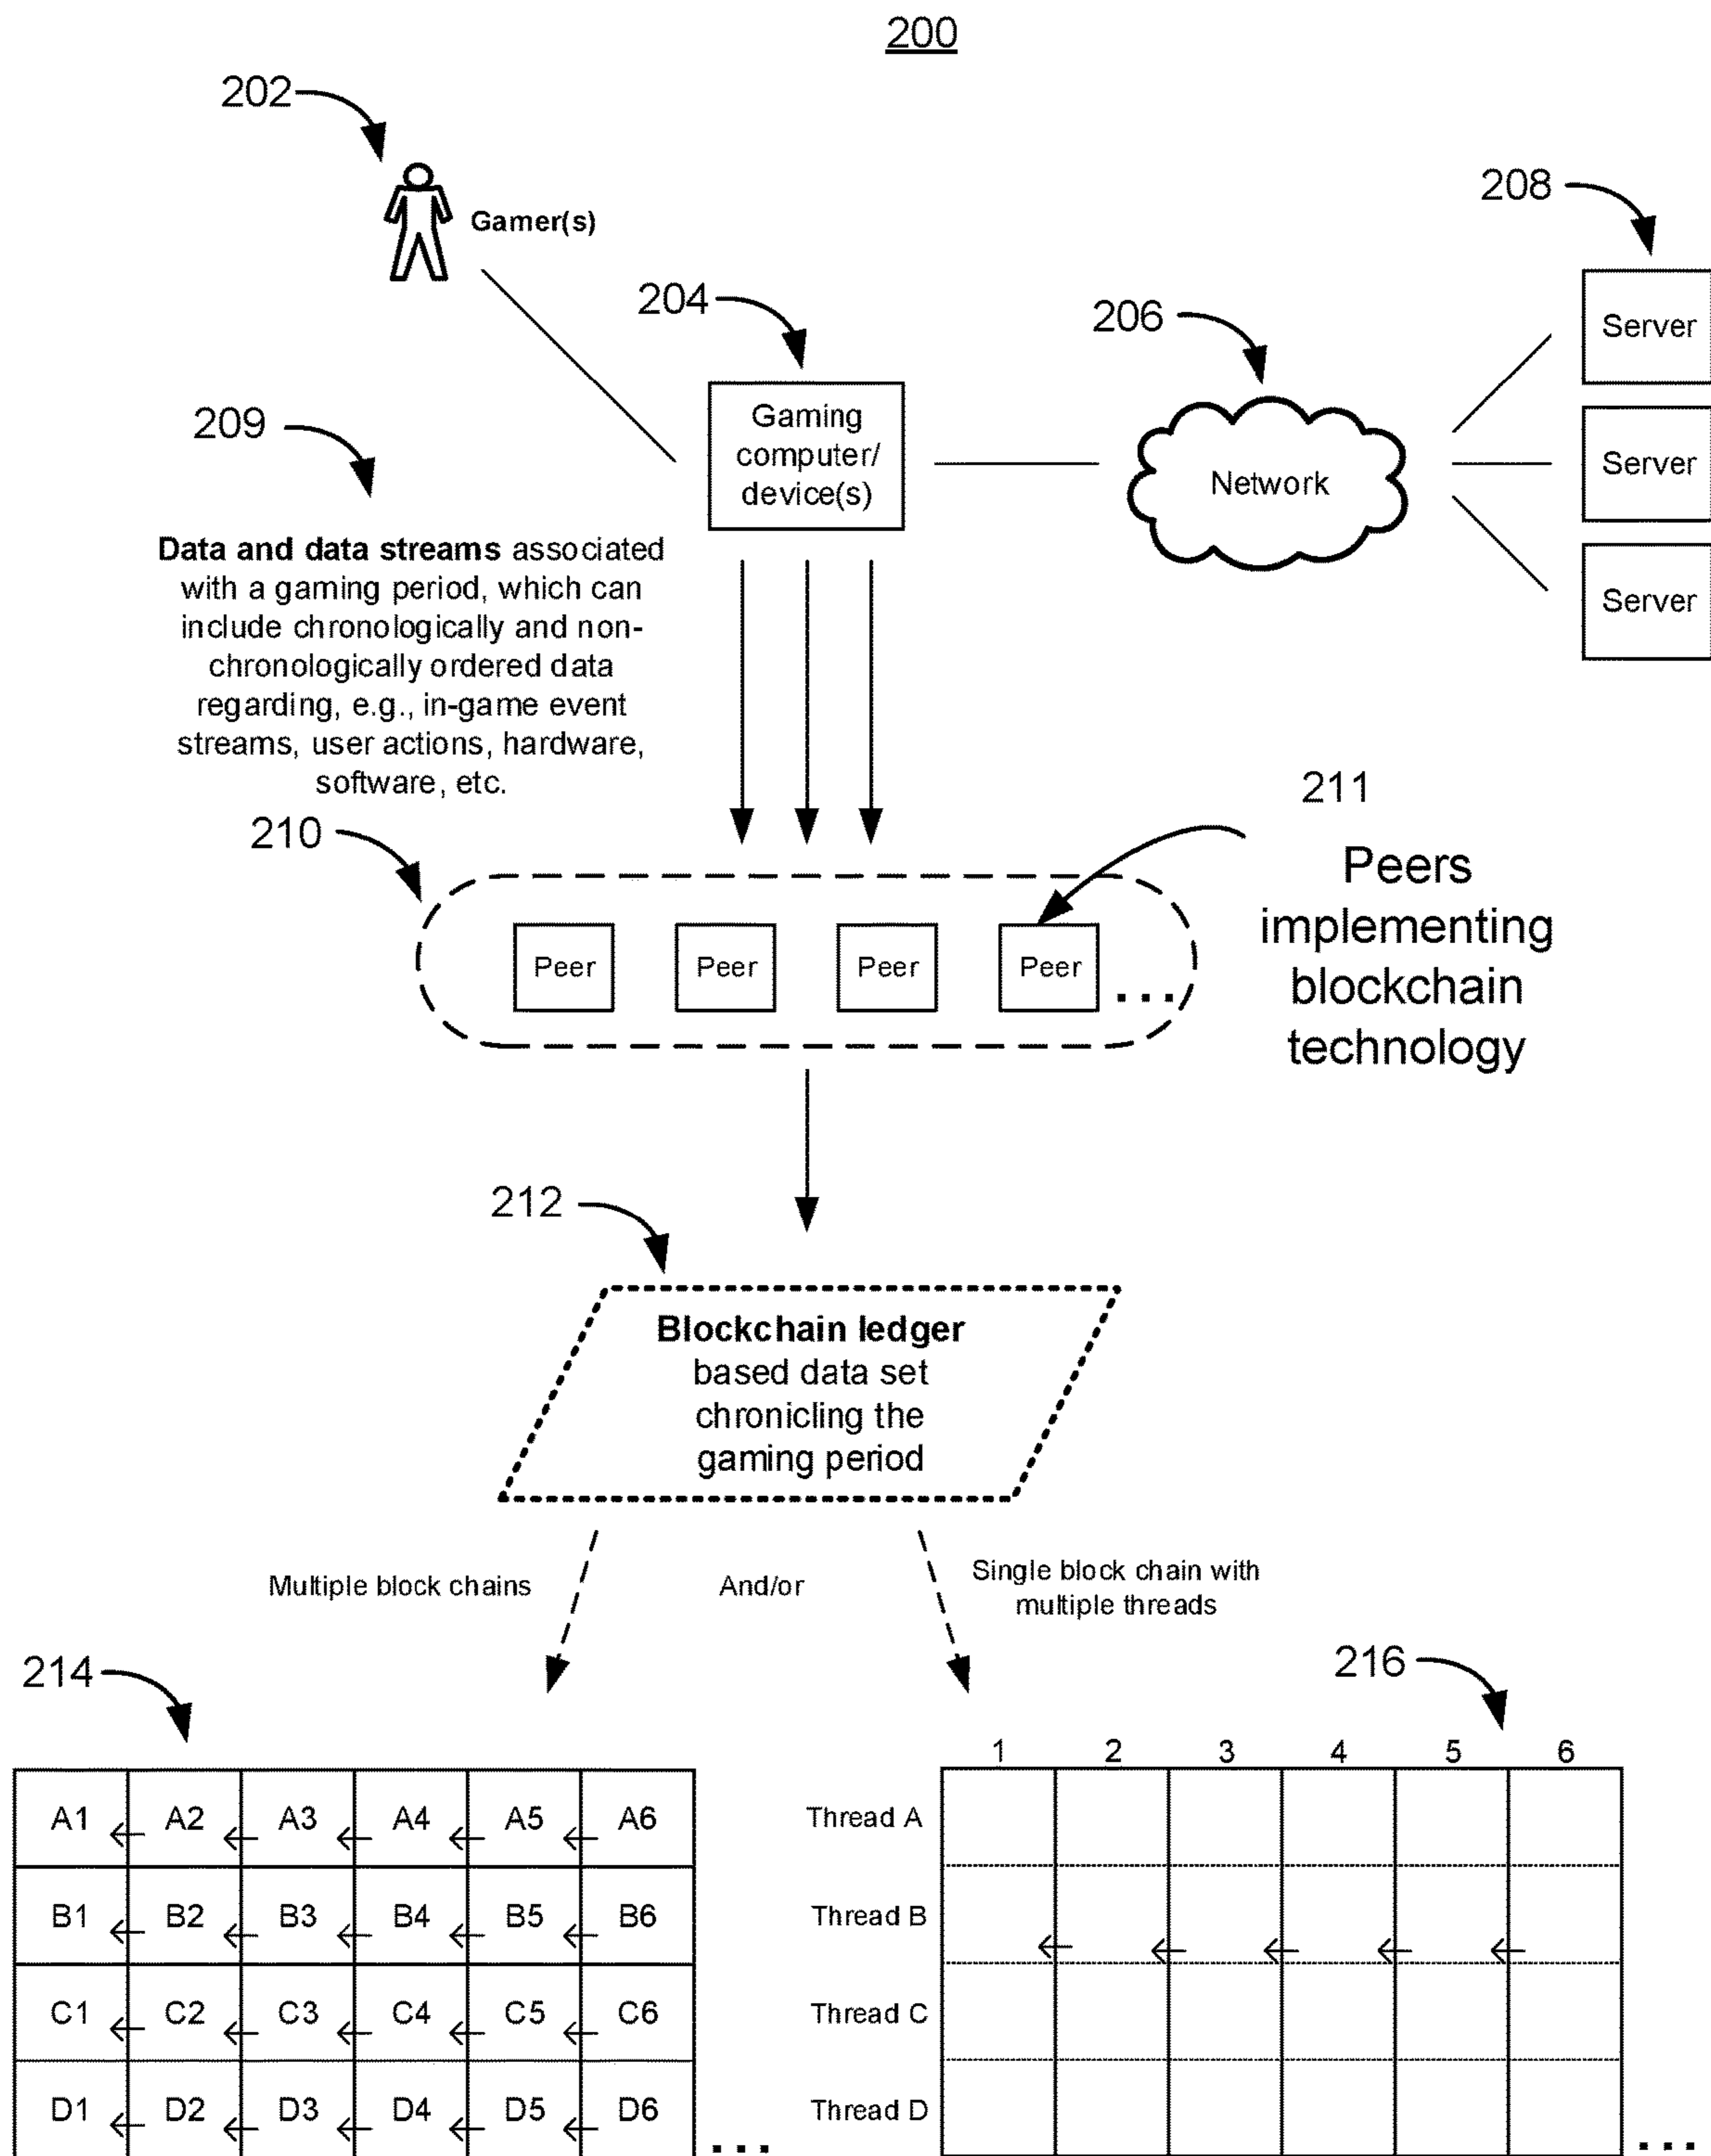 200
202
Gamer(s)
208
204
206
Server
Gaming
computer/
device(s)
Network
Server
Server
209
Data and data streams associated
with a gaming period, which can
include chronologically and non-
chronologically ordered data
regarding, e.g., in-game event
streams, user actions, hardware,
software, etc.
210
211
Peers
implementing
blockchain
technology
Peer Peer Peer Peer ...
212
Blockchain ledger
based data set
chronicling the
gaming period
Multiple block chains
And/or
Single block chain with
multiple threads
214
A1 A2 A3 A4 A5 A6
B1 B2 B3 B4 B5 B6
C1 C2 C3 C4 C5 C6
D1 D2 D3 D4 D5 D6
...
216
1 2 3 4 5 6
Thread A
Thread B
Thread C
Thread D
...